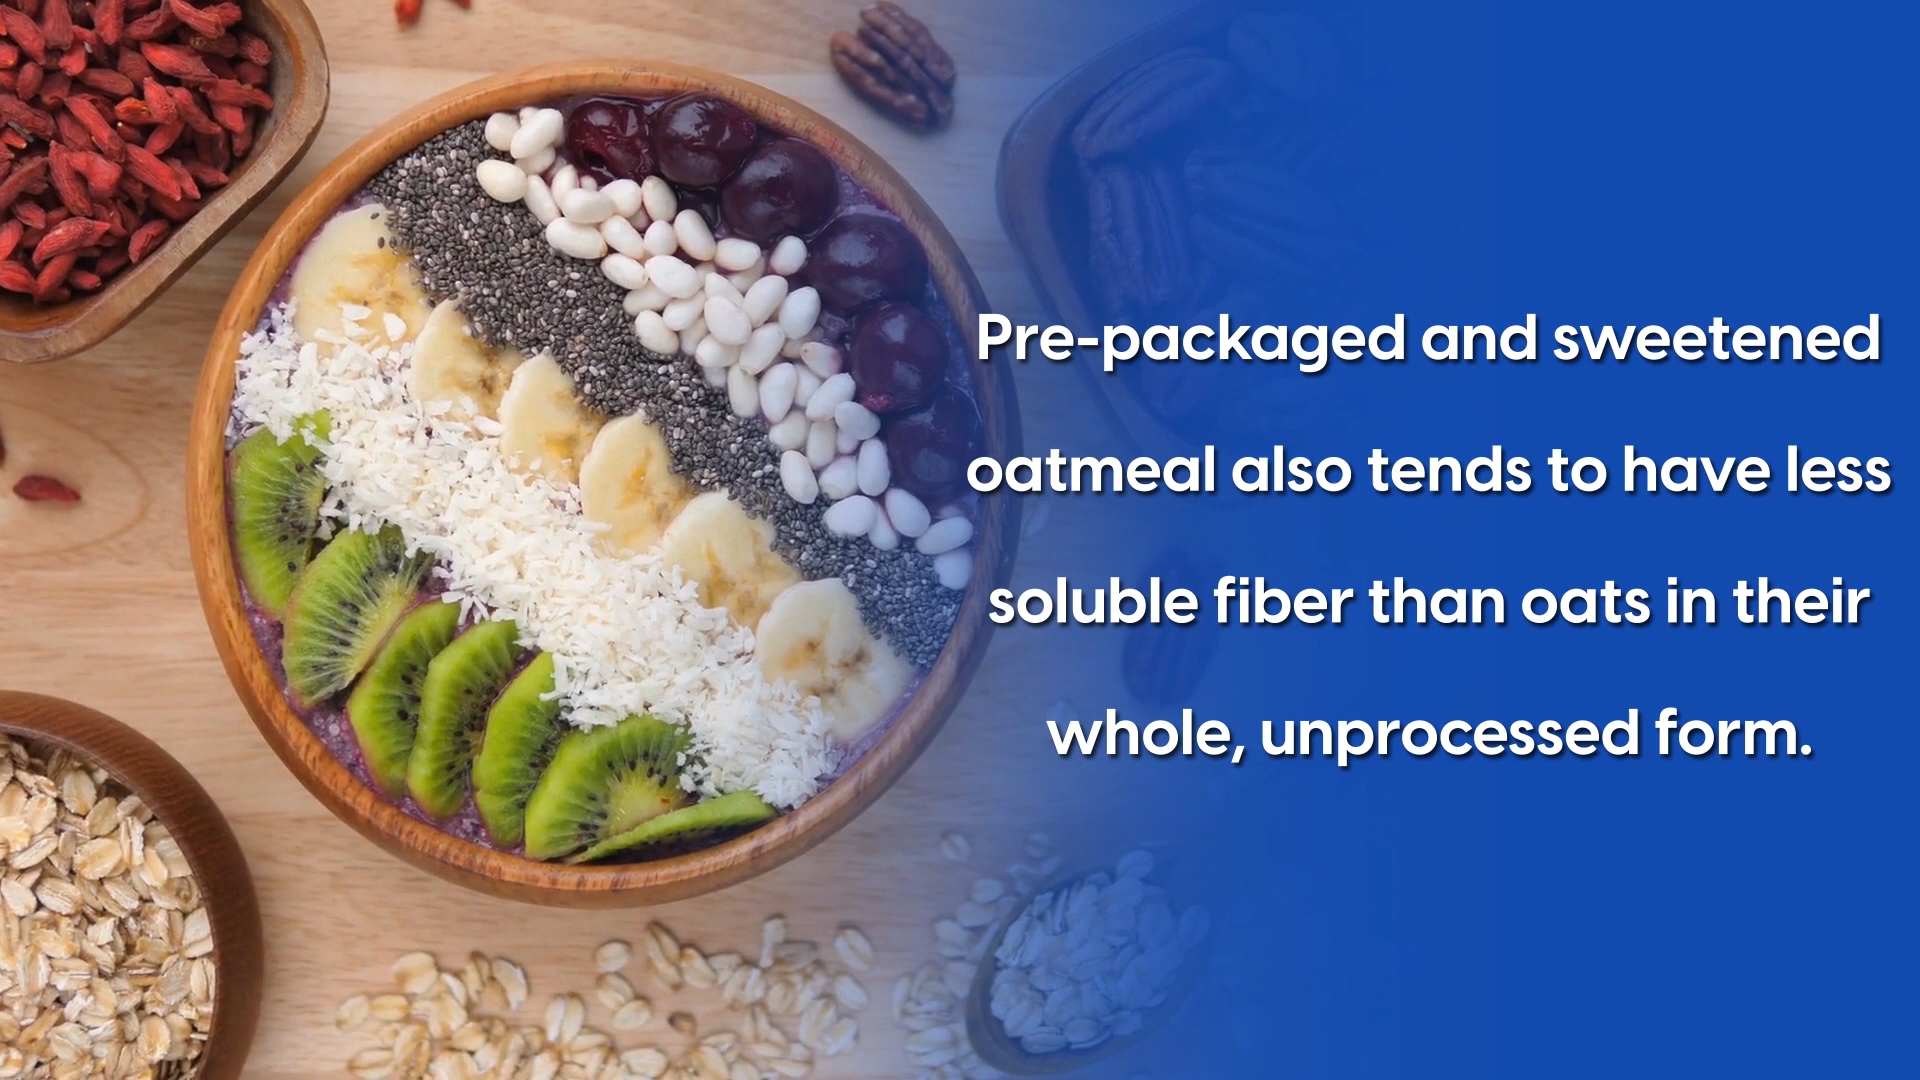 Pre-packaged and sweetened
oatmeal also tends to have less
soluble fiber than oats in their
whole, unprocessed form.